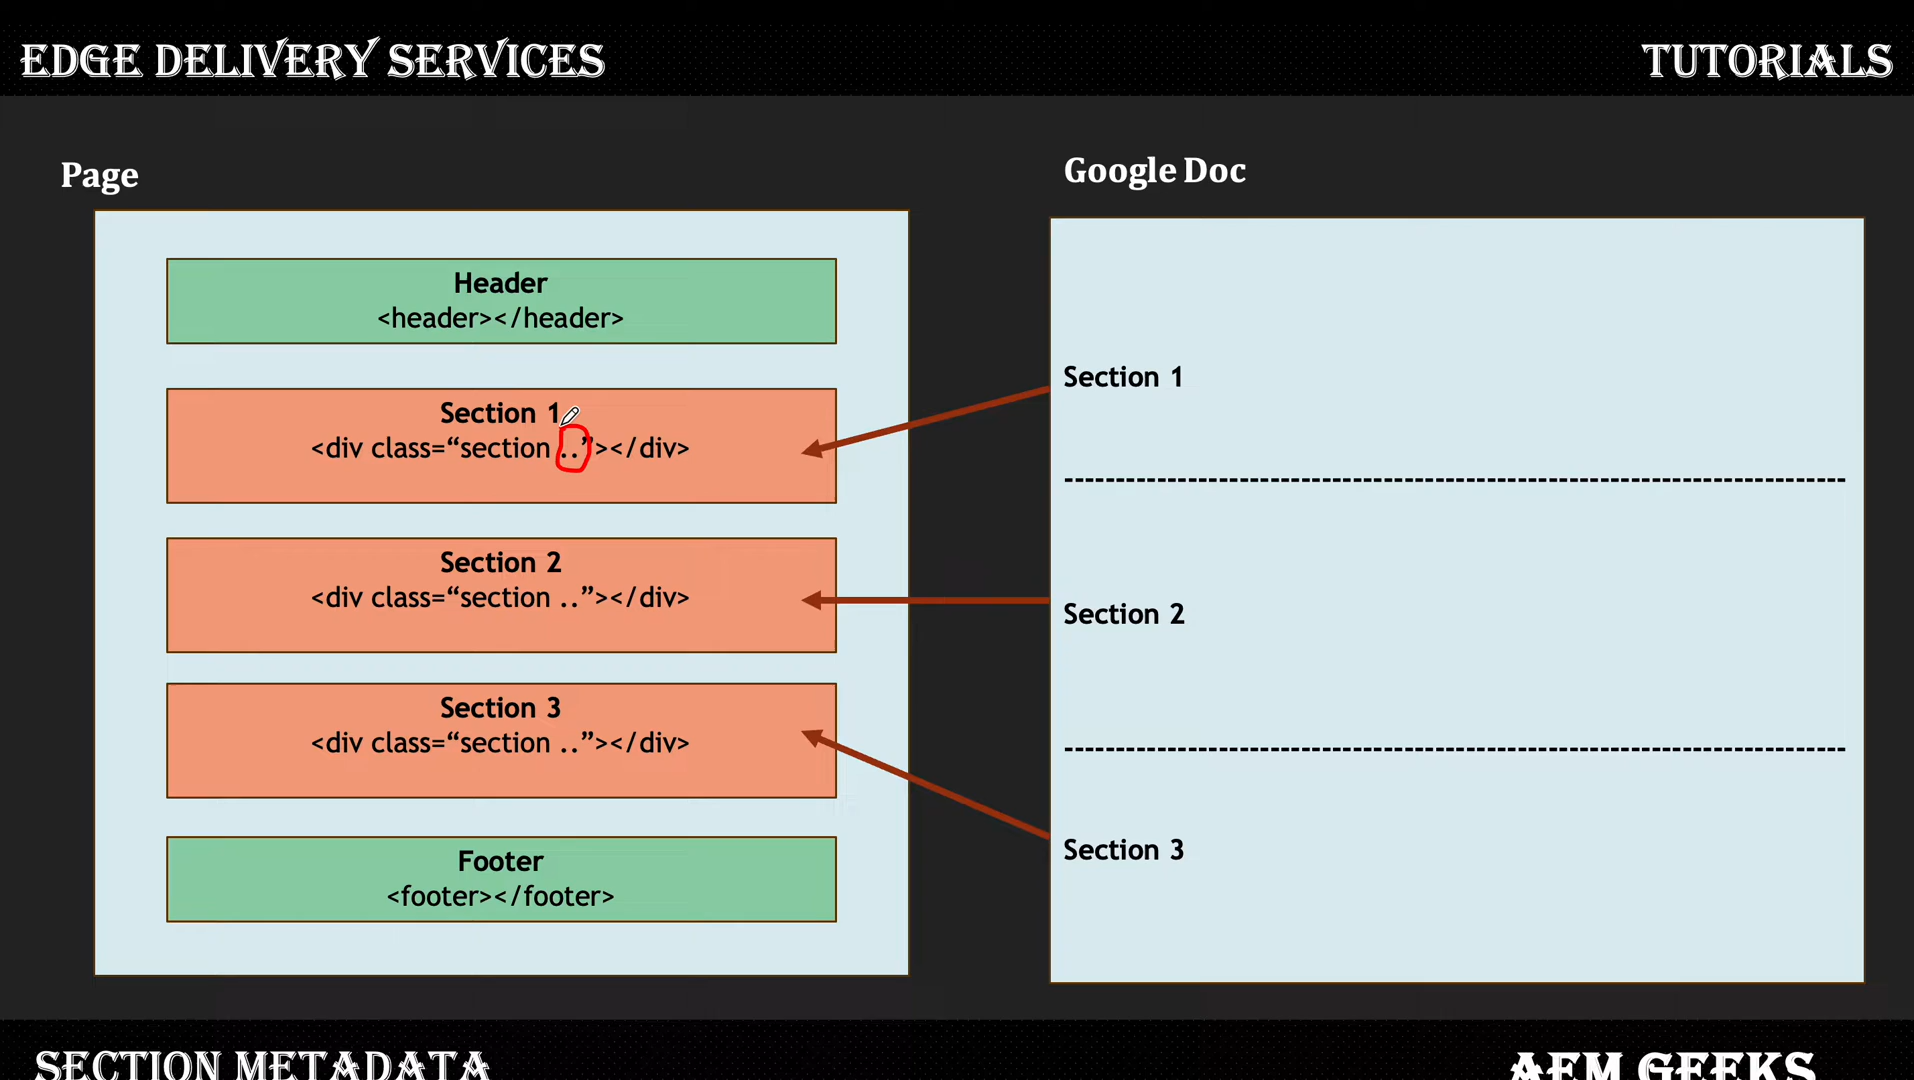 EDGE DELIVERY SERVICES
TUTORIALS
Page
Header
<header></header>
Section 1
<div class=“section ..”></div>
Section 2
<div class=“section ..”></div>
Section 3
<div class=“section ..”></div>
Footer
<footer></footer>
Google Doc
Section 1
--------------------------------------------------------------------------------
Section 2
--------------------------------------------------------------------------------
Section 3
SECTION METADATA
AEM GEEKS